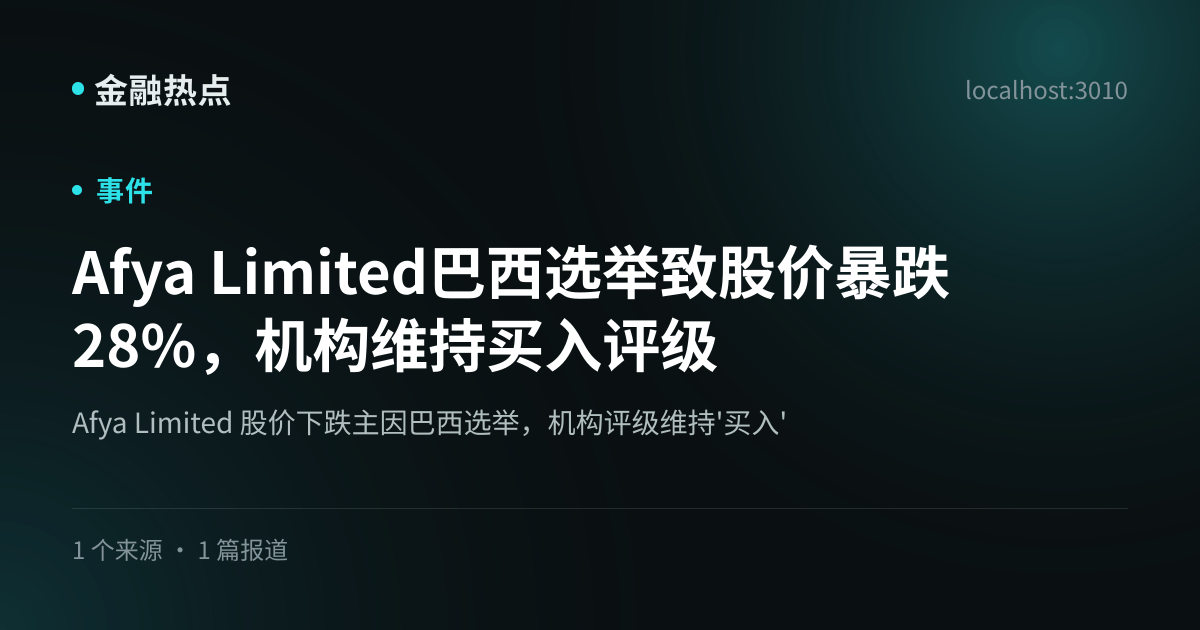 金融热点
localhost:3010
事件
Afya Limited巴西选举致股价暴跌
28%，机构维持买入评级
Afya Limited 股价下跌主因巴西选举，机构评级维持'买入'
1 个来源 · 1 篇报道